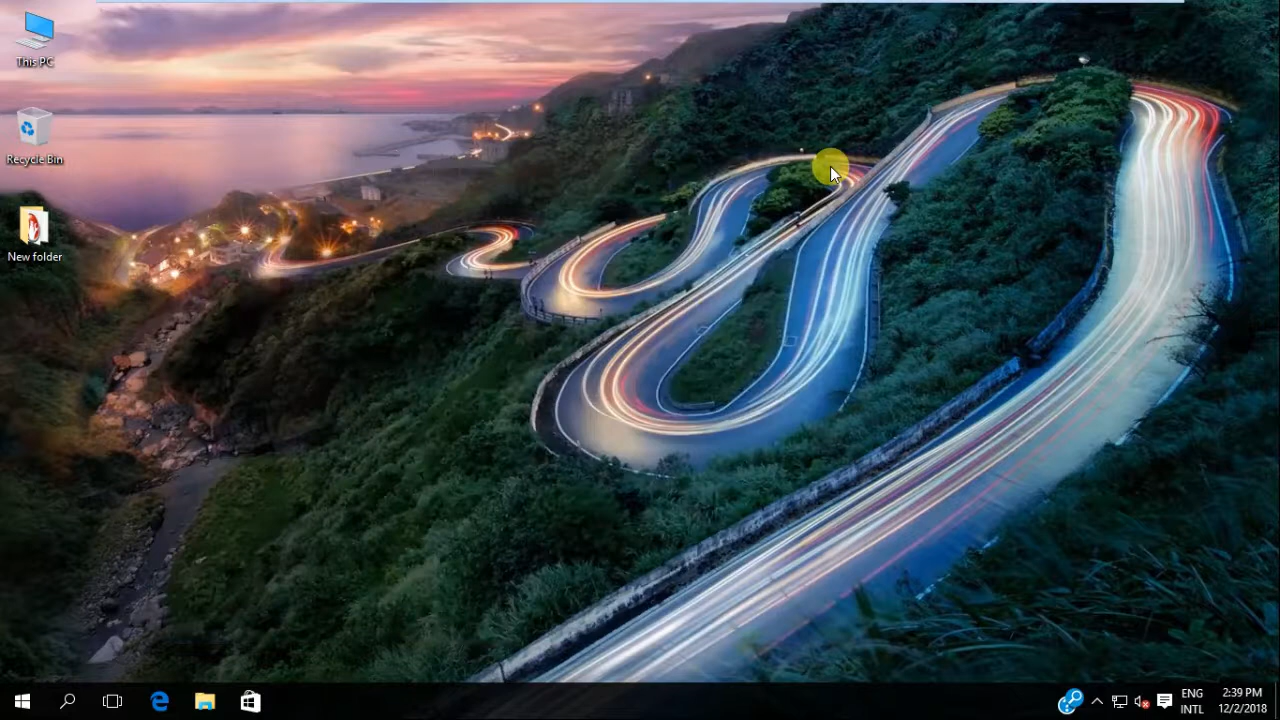 This PC
Recycle Bin
New folder
ENG
INTL
2:39 PM
12/2/2018